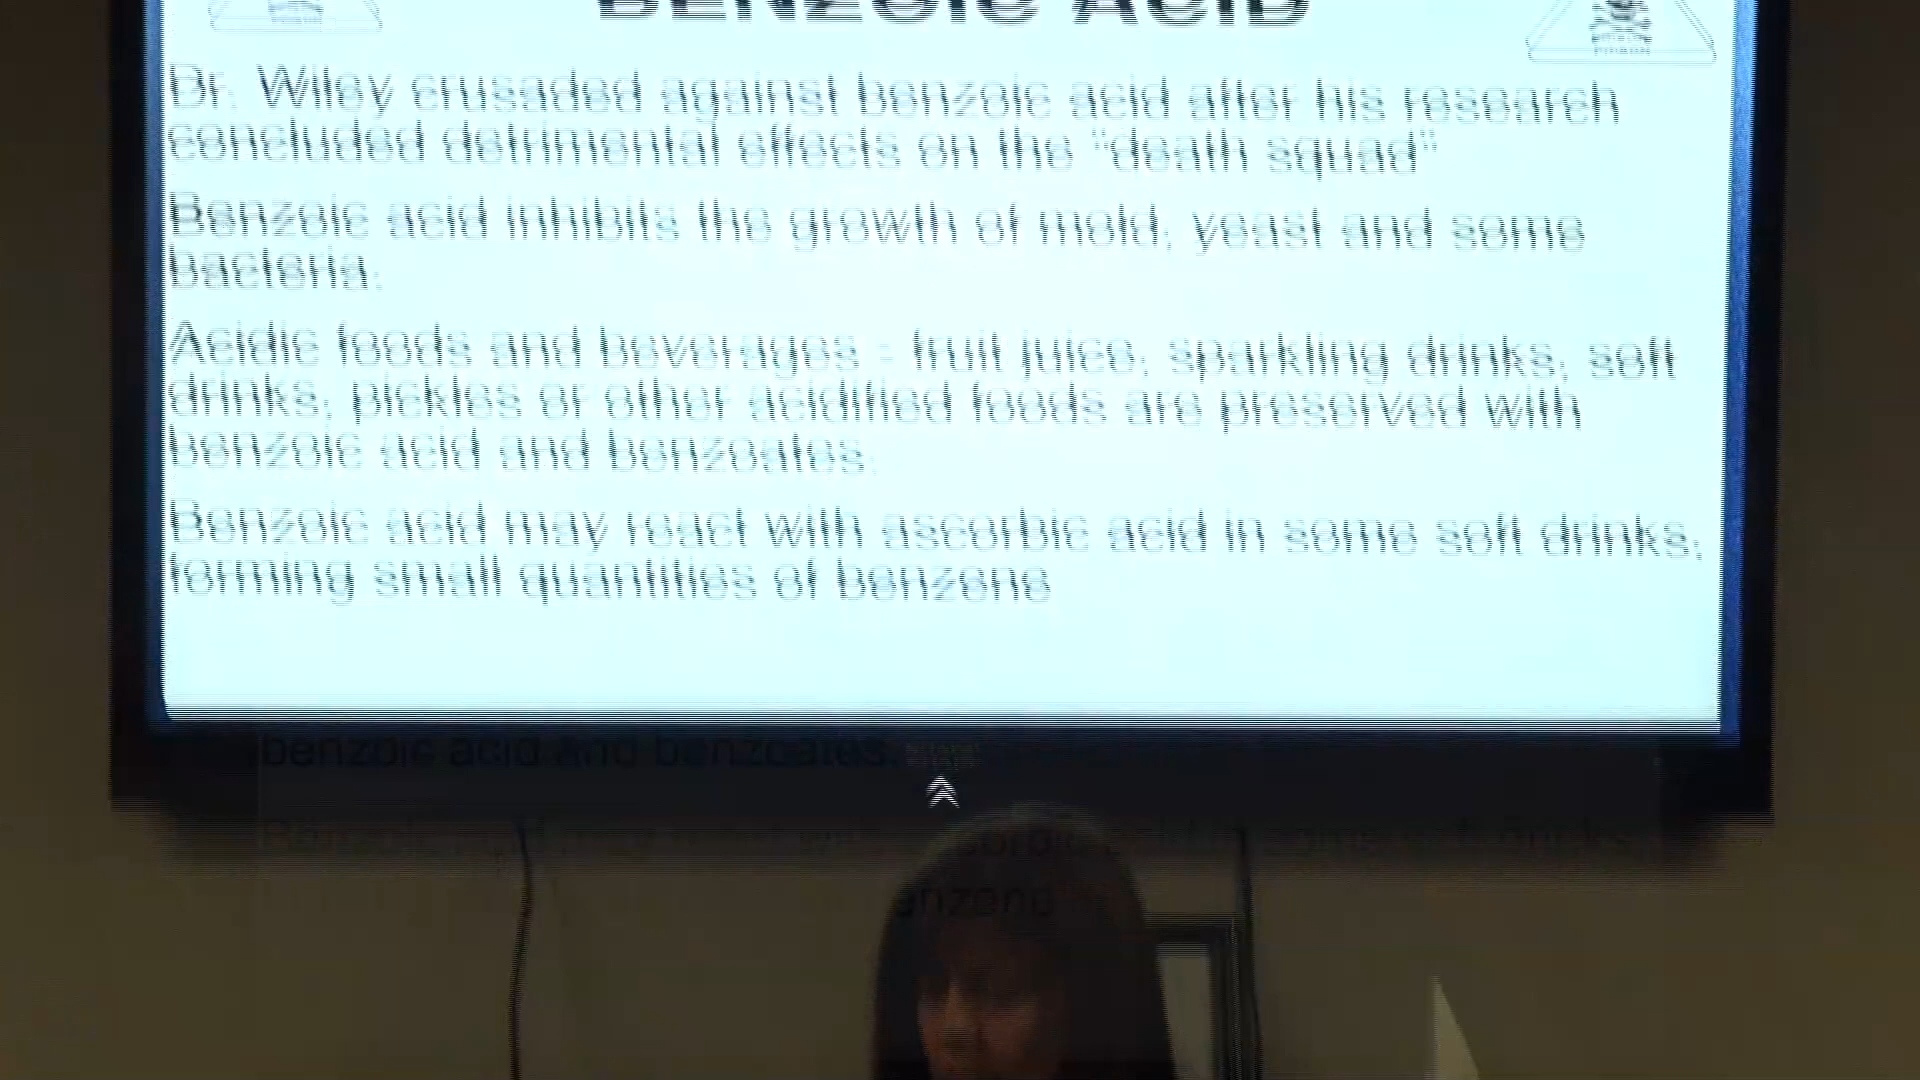 BENZOIC ACID
Dr. Wiley crusaded against benzoic acid after his research
concluded detrimental effects on the "death squad"
Benzoic acid inhibits the growth of mold, yeast and some
bacteria.
Acidic foods and beverages - fruit juice, sparkling drinks, soft
drinks, pickles or other acidified foods are preserved with
benzoic acid and benzoates.
Benzoic acid may react with ascorbic acid in some soft drinks,
forming small quantities of benzene
benzoic acid and benzoates.